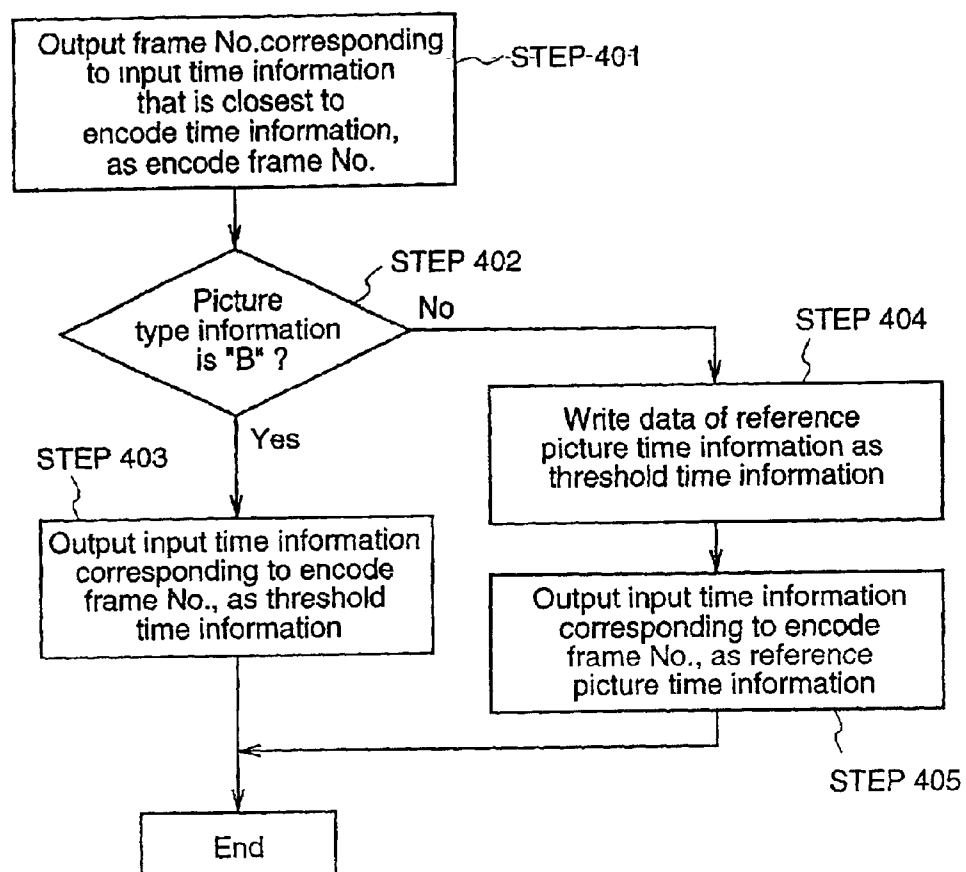 Output frame No.corresponding
to input time information
that is closest to
encode time information,
as encode frame No.
STEP 401
STEP 402
Picture
type information
is "B" ?
No
Yes
STEP 404
Write data of reference
picture time information as
threshold time information
STEP 403
Output input time information
corresponding to encode
frame No., as threshold
time information
Output input time information
corresponding to encode
frame No., as reference
picture time information
STEP 405
End